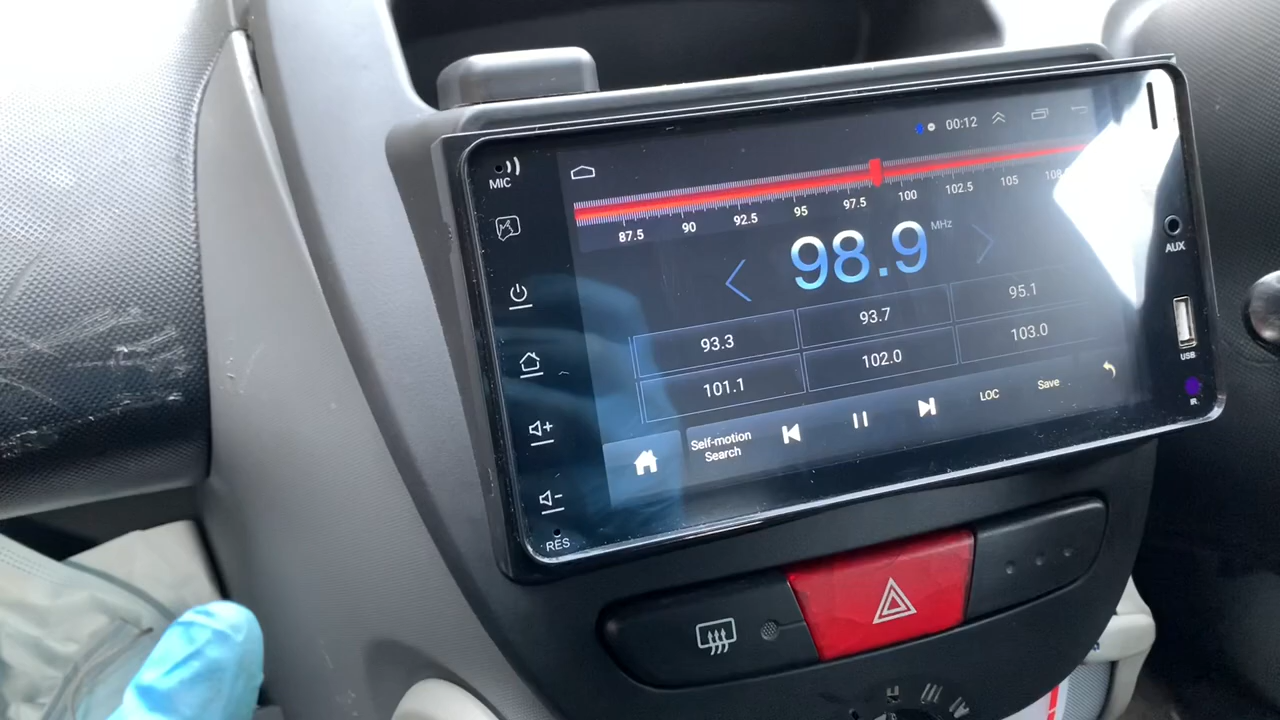 MIC
00:12
87.5 90 92.5 95 97.5 100 102.5 105 108
98.9 MHz
93.3 93.7 95.1
101.1 102.0 103.0
Self-motion
Search
LOC
Save
RES
AUX
USB
IR